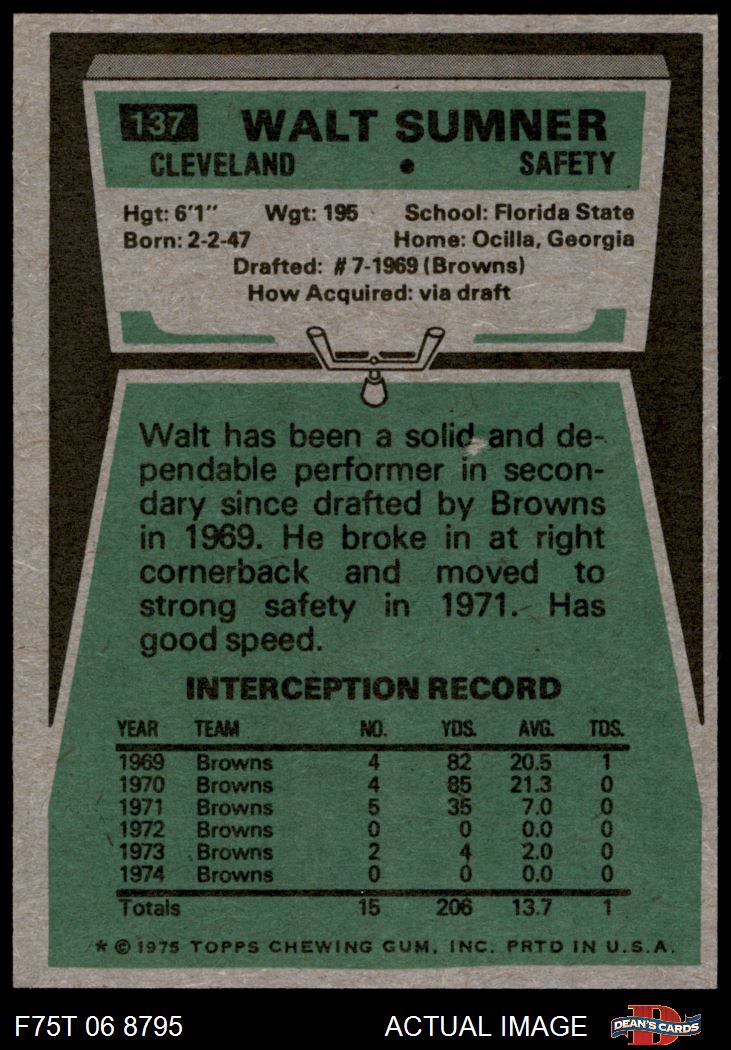 137 WALT SUMNER
CLEVELAND • SAFETY
Hgt: 6'1" Wgt: 195 School: Florida State
Born: 2-2-47 Home: Ocilla, Georgia
Drafted: #7-1969 (Browns)
How Acquired: via draft
Walt has been a solid and de-
pendable performer in secon-
dary since drafted by Browns
in 1969. He broke in at right
cornerback and moved to
strong safety in 1971. Has
good speed.
INTERCEPTION RECORD
YEAR TEAM NO. YDS. AVG. TDS.
1969 Browns 4 82 20.5 1
1970 Browns 4 85 21.3 0
1971 Browns 5 35 7.0 0
1972 Browns 0 0 0.0 0
1973 Browns 2 4 2.0 0
1974 Browns 0 0 0.0 0
Totals 15 206 13.7 1
* © 1975 TOPPS CHEWING GUM, INC. PRTD IN U.S.A.
F75T 06 8795 ACTUAL IMAGE D DEAN'S CARDS